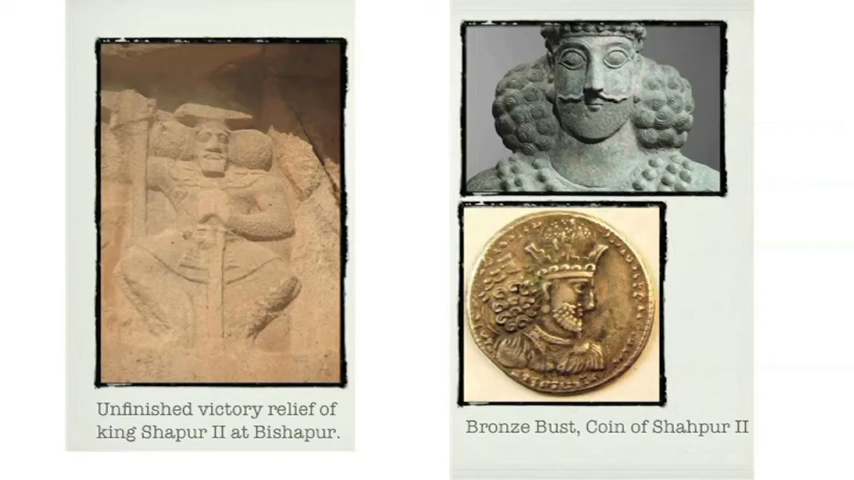 Unfinished victory relief of
king Shapur II at Bishapur.
Bronze Bust, Coin of Shahpur II